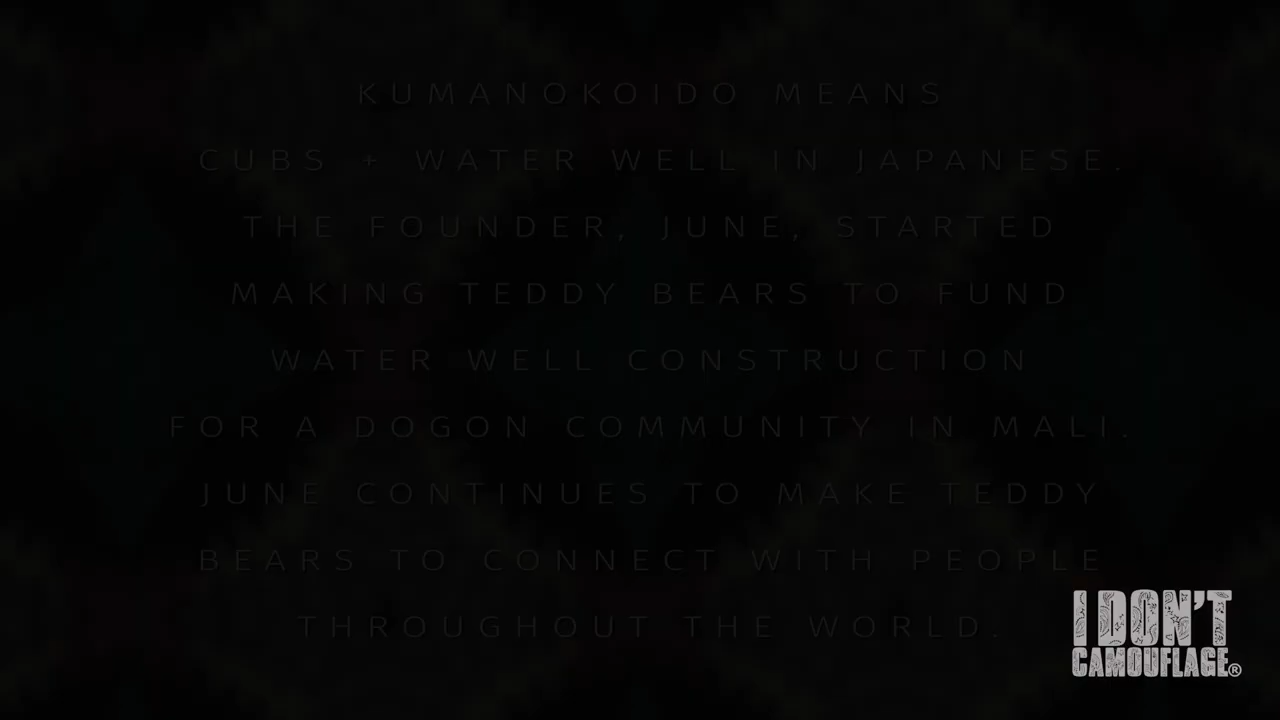 KUMANOKOIDO MEANS
CUBS + WATER WELL IN JAPANESE.
THE FOUNDER, JUNE, STARTED
MAKING TEDDY BEARS TO FUND
WATER WELL CONSTRUCTION
FOR A DOGON COMMUNITY IN MALI.
JUNE CONTINUES TO MAKE TEDDY
BEARS TO CONNECT WITH PEOPLE
THROUGHOUT THE WORLD.
I DON'T
CAMOUFLAGE®